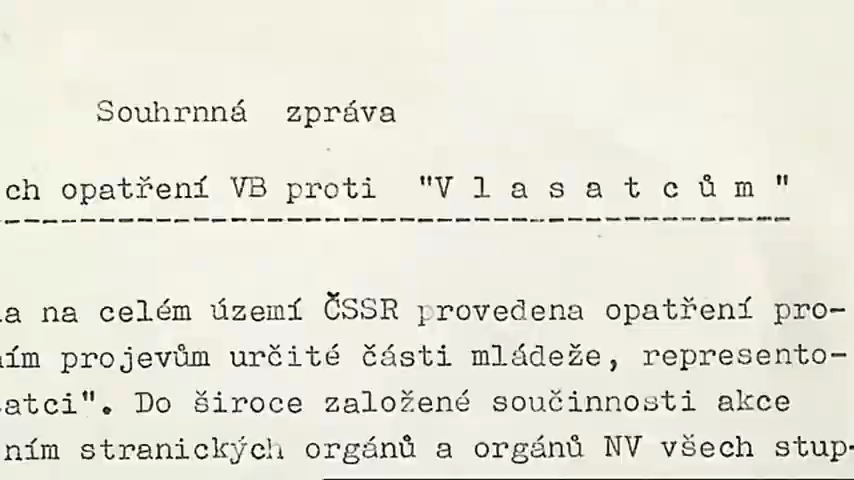 Souhrnná zpráva
ch opatření VB proti "V l a s a t c ů m "
a na celém území ČSSR provedena opatření pro-
ním projevům určité části mládeže, represento-
atci". Do široce založené součinnosti akce
ním stranických orgánů a orgánů NV všech stup-